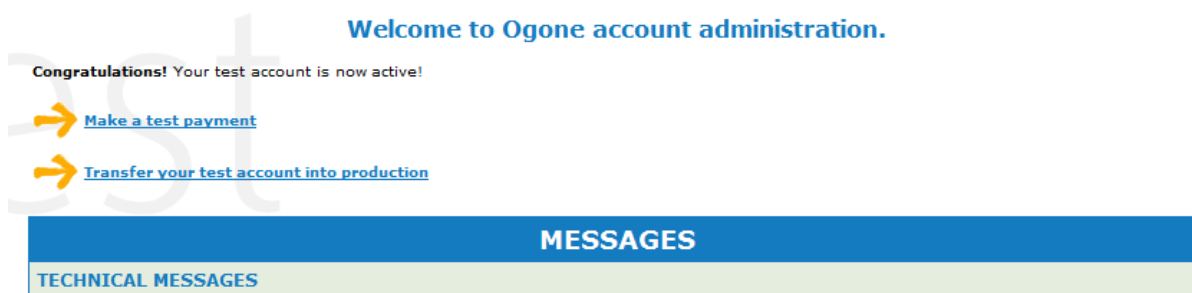 Welcome to Ogone account administration.
Congratulations! Your test account is now active!
Make a test payment
Transfer your test account into production
est
MESSAGES
TECHNICAL MESSAGES